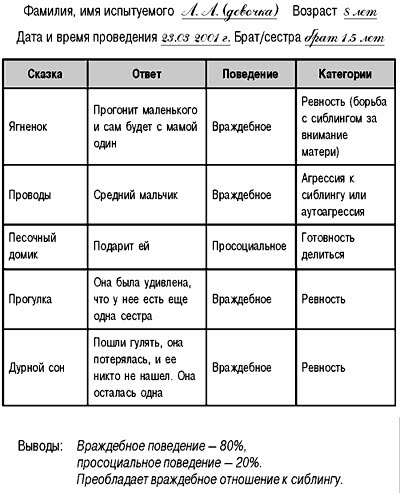 Фамилия, имя испытуемого А. А. (девочка) Возраст 8 лет
Дата и время проведения 23.03 2001 г. Брат/сестра брат 1,5 лет
Сказка Ответ Поведение Категории
Ягненок
Прогонит маленького
и сам будет с мамой
один
Враждебное
Ревность (борьба
с сиблингом за
внимание
матери)
Проводы
Средний мальчик
Враждебное
Агрессия к
сиблингу или
аутоагрессия
Песочный
домик
Подарит ей
Просоциальное
Готовность
делиться
Прогулка
Она была удивлена,
что у нее есть еще
одна сестра
Враждебное
Ревность
Дурной сон
Пошли гулять, она
потерялась, и ее
никто не нашел. Она
осталась одна
Враждебное
Ревность
Выводы: Враждебное поведение — 80%,
просоциальное поведение — 20%.
Преобладает враждебное отношение к сиблингу.